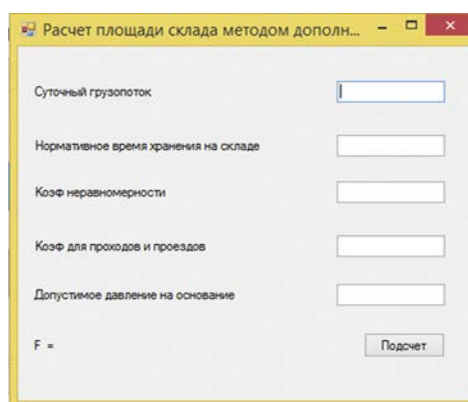 Расчет площади склада методом дополн...
Суточный грузопоток
Нормативное время хранения на складе
Коэф неравномерности
Коэф для проходов и проездов
Допустимое давление на основание
F = Подсчет